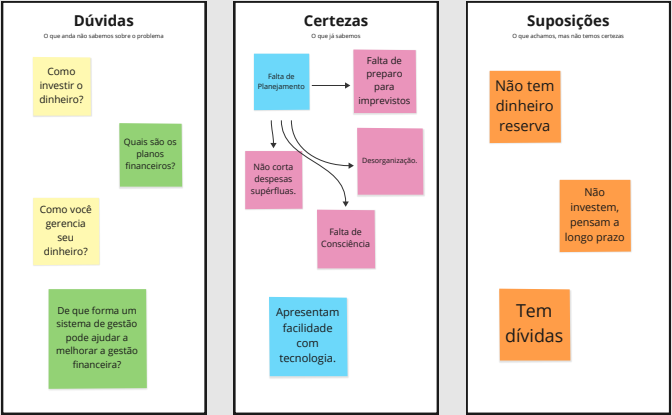 Dúvidas
O que anda não sabemos sobre o problema
Como
investir o
dinheiro?
Quais são os
planos
financeiros?
Como você
gerencia
seu
dinheiro?
De que forma um
sistema de gestão
pode ajudar a
melhorar a gestão
financeira?
Certezas
O que já sabemos
Falta de
Planejamento
Falta de
preparo
para
imprevistos
Não corta
despesas
supérfluas.
Desorganização.
Falta de
Consciência
Apresentam
facilidade
com
tecnologia.
Suposições
O que achamos, mas não temos certezas
Não tem
dinheiro
reserva
Não
investem,
pensam a
longo prazo
Tem
dívidas